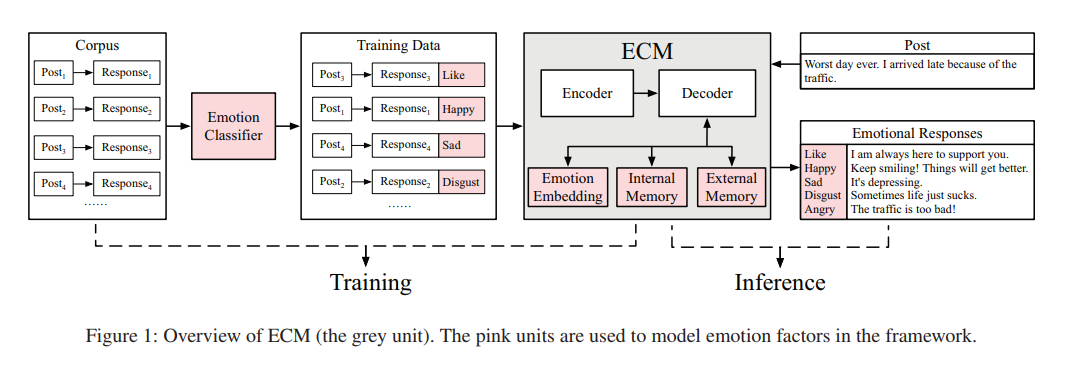 Corpus
Post1 Response1
Post2 Response2
Post3 Response3
Post4 Response4
......
Emotion
Classifier
Training Data
Post3 Response3 Like
Post1 Response1 Happy
Post4 Response4 Sad
Post2 Response2 Disgust
......
ECM
Encoder
Decoder
Emotion
Embedding
Internal
Memory
External
Memory
Post
Worst day ever. I arrived late because of the
traffic.
Emotional Responses
Like I am always here to support you.
Happy Keep smiling! Things will get better.
Sad It's depressing.
Disgust Sometimes life just sucks.
Angry The traffic is too bad!
Training
Inference
Figure 1: Overview of ECM (the grey unit). The pink units are used to model emotion factors in the framework.